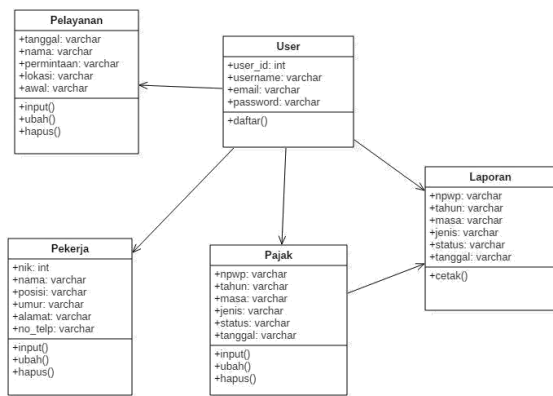 Pelayanan
+tanggal: varchar
+nama: varchar
+permintaan: varchar
+lokasi: varchar
+awal: varchar
+input()
+ubah()
+hapus()
User
+user_id: int
+username: varchar
+email: varchar
+password: varchar
+daftar()
Laporan
+npwp: varchar
+tahun: varchar
+masa: varchar
+jenis: varchar
+status: varchar
+tanggal: varchar
+cetak()
Pekerja
+nik: int
+nama: varchar
+posisi: varchar
+umur: varchar
+alamat: varchar
+no_telp: varchar
+input()
+ubah()
+hapus()
Pajak
+npwp: varchar
+tahun: varchar
+masa: varchar
+jenis: varchar
+status: varchar
+tanggal: varchar
+input()
+ubah()
+hapus()